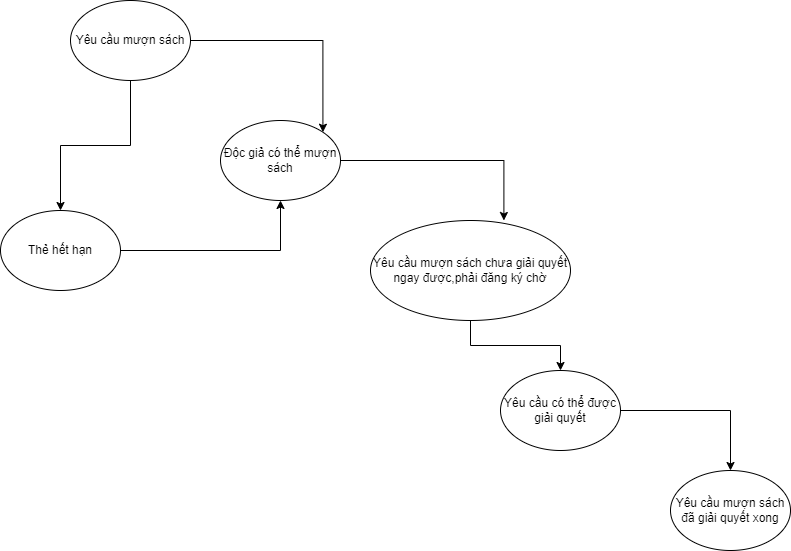 Yêu cầu mượn sách
Độc giả có thể mượn
sách
Thẻ hết hạn
Yêu cầu mượn sách chưa giải quyết
ngay được,phải đăng ký chờ
Yêu cầu có thể được
giải quyết
Yêu cầu mượn sách
đã giải quyết xong